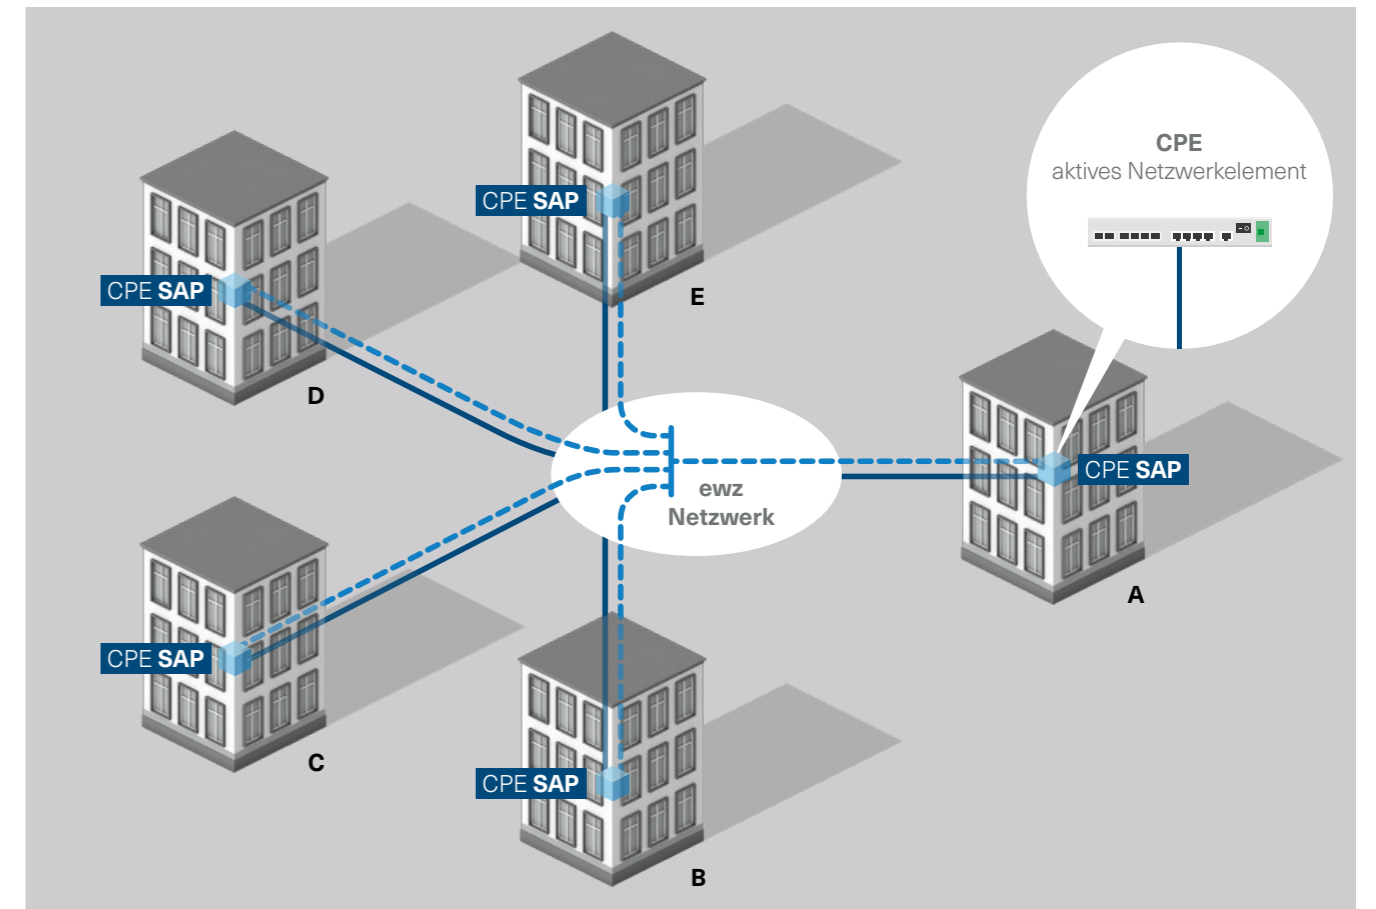 CPE
aktives Netzwerkelement
CPE SAP
E
CPE SAP
D
CPE SAP
A
ewz
Netzwerk
CPE SAP
C
CPE SAP
B